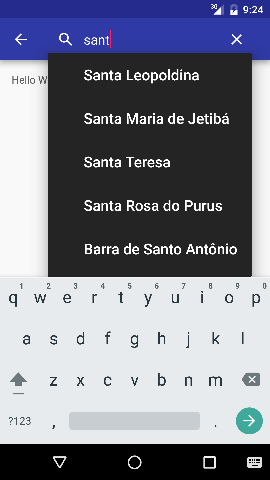 3G 9:24
sant
Hello W
Santa Leopoldina
Santa Maria de Jetibá
Santa Teresa
Santa Rosa do Purus
Barra de Santo Antônio
1 2 3 4 5 6 7 8 9 0
q w e r t y u i o p
a s d f g h j k l
z x c v b n m
?123 , .